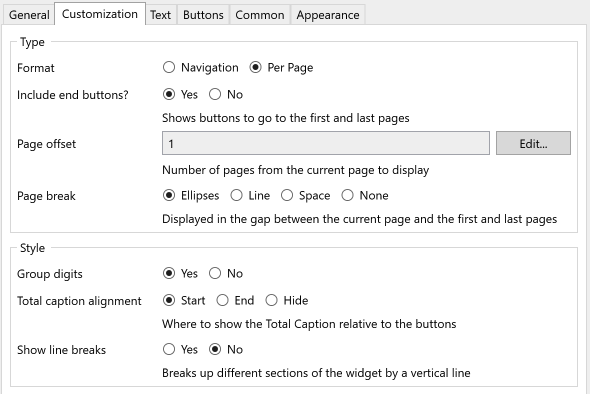 General Customization Text Buttons Common Appearance
Type
Format Navigation Per Page
Include end buttons? Yes No
Shows buttons to go to the first and last pages
Page offset 1 Edit...
Number of pages from the current page to display
Page break Ellipses Line Space None
Displayed in the gap between the current page and the first and last pages
Style
Group digits Yes No
Total caption alignment Start End Hide
Where to show the Total Caption relative to the buttons
Show line breaks Yes No
Breaks up different sections of the widget by a vertical line